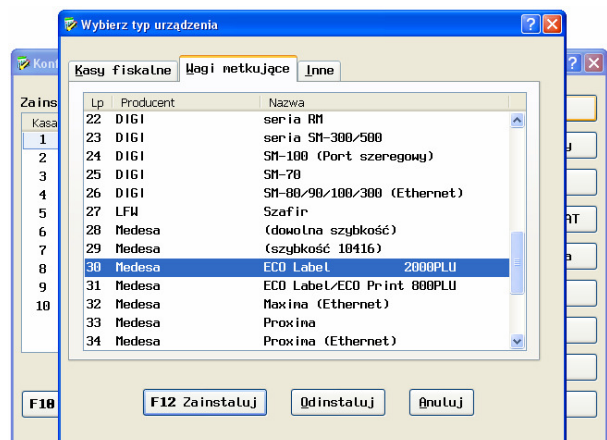 Wybierz typ urządzenia
Kasy fiskalne Wagi metkujące Inne
Zains
Kasa
1
2
3
4
5
6
7
8
9
10
F10
Lp Producent Nazwa
22 DIGI seria RM
23 DIGI seria SM-300/500
24 DIGI SM-100 (Port szeregowy)
25 DIGI SM-70
26 DIGI SM-80/90/100/300 (Ethernet)
27 LFW Szafir
28 Medesa (dowolna szybkość)
29 Medesa (szybkość 10416)
30 Medesa ECO Label 2000PLU
31 Medesa ECO Label/ECO Print 800PLU
32 Medesa Maxima (Ethernet)
33 Medesa Proxima
34 Medesa Proxima (Ethernet)
F12 Zainstaluj Odinstaluj Anuluj